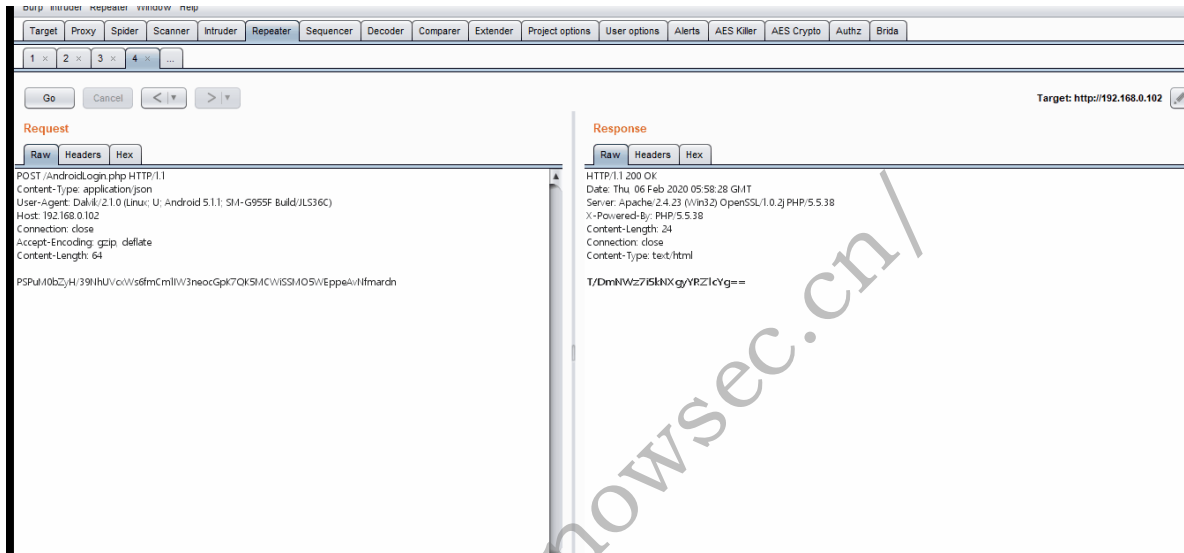 Burp Intruder Repeater Window Help
Target Proxy Spider Scanner Intruder Repeater Sequencer Decoder Comparer Extender Project options User options Alerts AES Killer AES Crypto Authz Brida
1 × 2 × 3 × 4 × ...
Go Cancel < > Target: http://192.168.0.102
Request
Raw Headers Hex
POST /AndroidLogin.php HTTP/1.1
Content-Type: application/json
User-Agent: Dalvik/2.1.0 (Linux; U; Android 5.1.1; SM-G955F Build/JLS36C)
Host: 192.168.0.102
Connection: close
Accept-Encoding: gzip, deflate
Content-Length: 64
Response
Raw Headers Hex
HTTP/1.1 200 OK
Date: Thu, 06 Feb 2020 05:58:28 GMT
Server: Apache/2.4.23 (Win32) OpenSSL/1.0.2j PHP/5.5.38
X-Powered-By: PHP/5.5.38
Content-Length: 24
Connection: close
Content-Type: text/html
nowsec.cn/